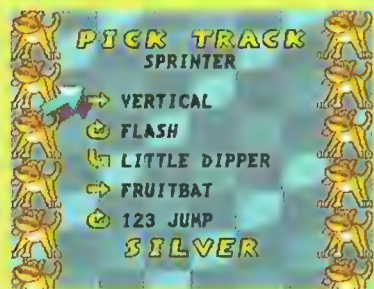 PICK TRACK
SPRINTER
VERTICAL
FLASH
LITTLE DIPPER
FRUITBAT
123 JUMP
SILVER